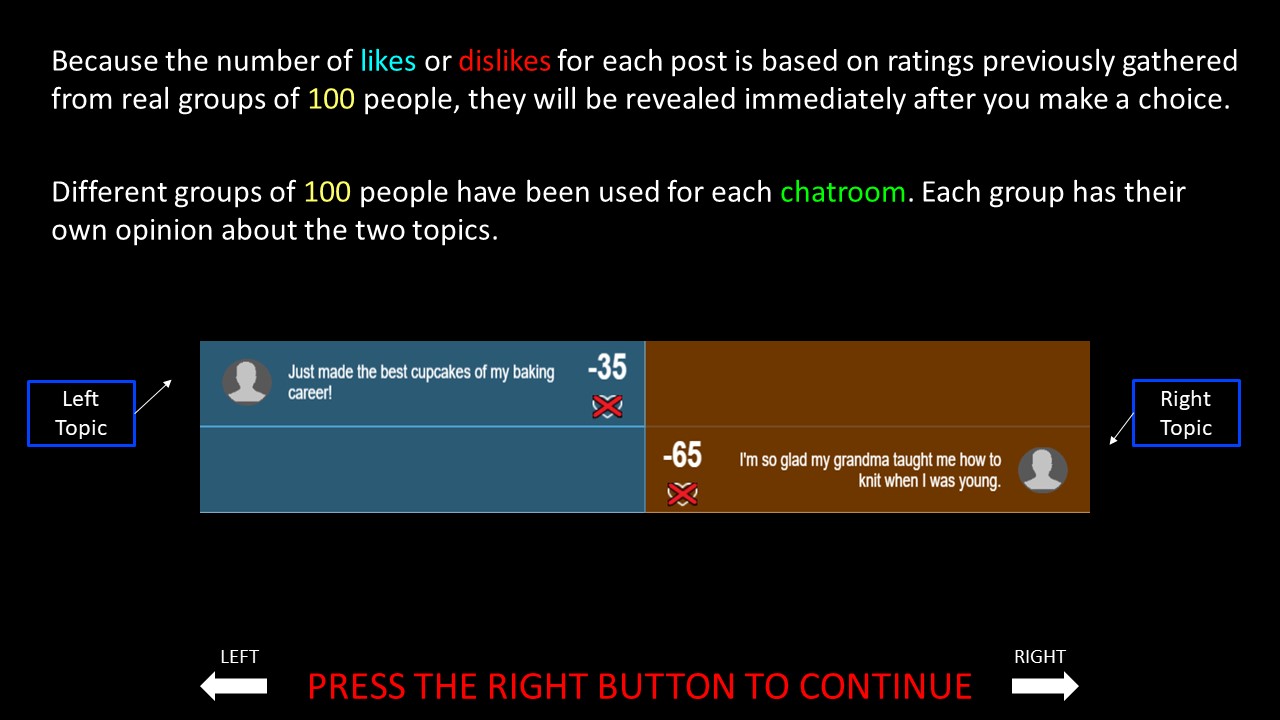 Because the number of likes or dislikes for each post is based on ratings previously gathered
from real groups of 100 people, they will be revealed immediately after you make a choice.
Different groups of 100 people have been used for each chatroom. Each group has their
own opinion about the two topics.
Left
Topic
Just made the best cupcakes of my baking
career!
-35
-65
I'm so glad my grandma taught me how to
knit when I was young.
Right
Topic
LEFT
PRESS THE RIGHT BUTTON TO CONTINUE
RIGHT